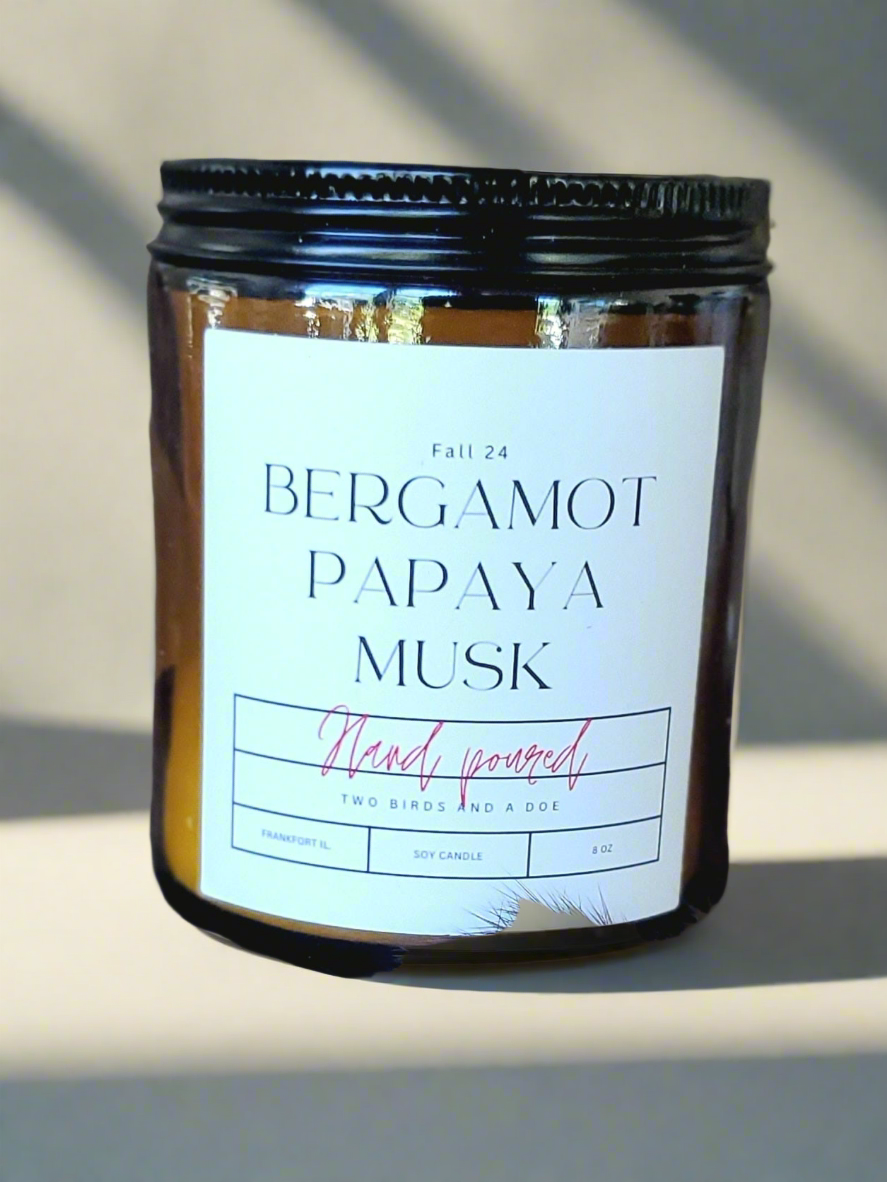 Fall 24
BERGAMOT
PAPAYA
MUSK
Hand poured
TWO BIRDS AND A DOE
FRANKFORT IL.
SOY CANDLE
8 OZ